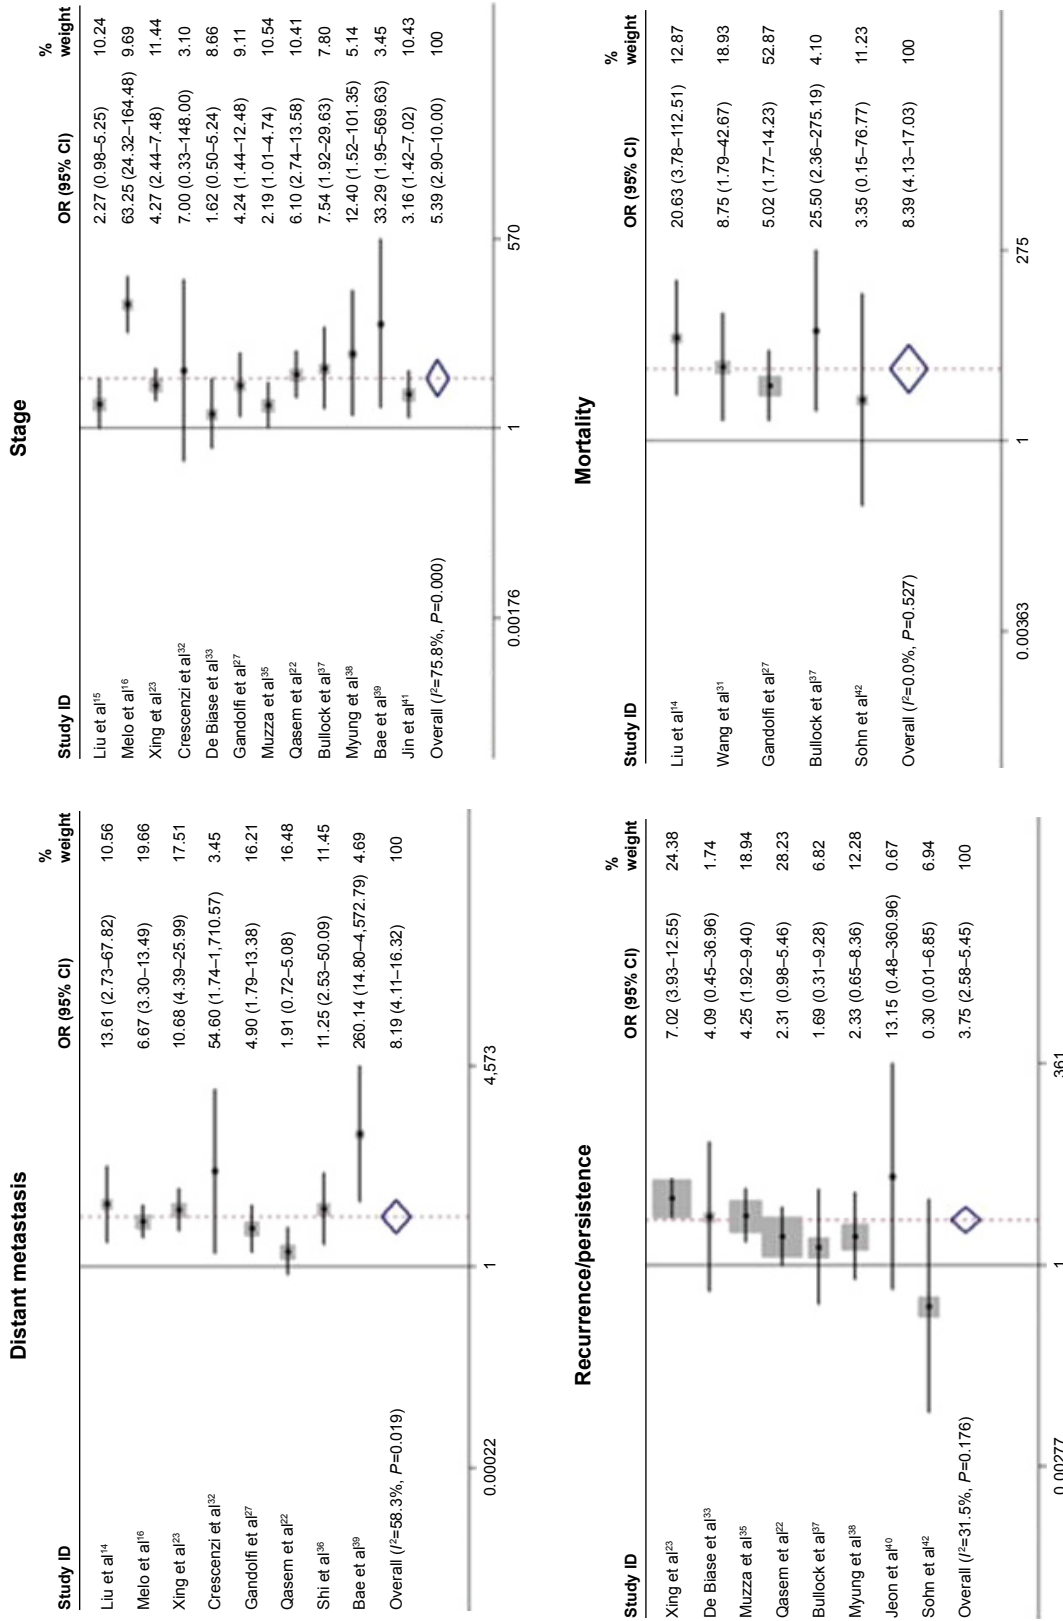 Distant metastasis
Study ID OR (95% CI) % weight
Liu et al14 13.61 (2.73–67.82) 10.56
Melo et al16 6.67 (3.30–13.49) 19.66
Xing et al23 10.68 (4.39–25.99) 17.51
Crescenzi et al32 54.60 (1.74–1,710.57) 3.45
Gandolfi et al27 4.90 (1.79–13.38) 16.21
Qasem et al22 1.91 (0.72–5.08) 16.48
Shi et al36 11.25 (2.53–50.09) 11.45
Bae et al39 260.14 (14.80–4,572.79) 4.69
Overall (I2=58.3%, P=0.019) 8.19 (4.11–16.32) 100
0.00022 1 4,573
Stage
Study ID OR (95% CI) % weight
Liu et al15 2.27 (0.98–5.25) 10.24
Melo et al16 63.25 (24.32–164.48) 9.69
Xing et al23 4.27 (2.44–7.48) 11.44
Crescenzi et al32 7.00 (0.33–148.00) 3.10
De Biase et al33 1.62 (0.50–5.24) 8.66
Gandolfi et al27 4.24 (1.44–12.48) 9.11
Muzza et al35 2.19 (1.01–4.74) 10.54
Qasem et al22 6.10 (2.74–13.58) 10.41
Bullock et al37 7.54 (1.92–29.63) 7.80
Myung et al38 12.40 (1.52–101.35) 5.14
Bae et al39 33.29 (1.95–569.63) 3.45
Jin et al41 3.16 (1.42–7.02) 10.43
Overall (I2=75.8%, P=0.000) 5.39 (2.90–10.00) 100
0.00176 1 570
Recurrence/persistence
Study ID OR (95% CI) % weight
Xing et al23 7.02 (3.93–12.55) 24.38
De Biase et al33 4.09 (0.45–36.96) 1.74
Muzza et al35 4.25 (1.92–9.40) 18.94
Qasem et al22 2.31 (0.98–5.46) 28.23
Bullock et al37 1.69 (0.31–9.28) 6.82
Myung et al38 2.33 (0.65–8.36) 12.28
Jeon et al40 13.15 (0.48–360.96) 0.67
Sohn et al42 0.30 (0.01–6.85) 6.94
Overall (I2=31.5%, P=0.176) 3.75 (2.58–5.45) 100
0.00277 1 361
Mortality
Study ID OR (95% CI) % weight
Liu et al14 20.63 (3.78–112.51) 12.87
Wang et al31 8.75 (1.79–42.67) 18.93
Gandolfi et al27 5.02 (1.77–14.23) 52.87
Bullock et al37 25.50 (2.36–275.19) 4.10
Sohn et al42 3.35 (0.15–76.77) 11.23
Overall (I2=0.0%, P=0.527) 8.39 (4.13–17.03) 100
0.00363 1 275